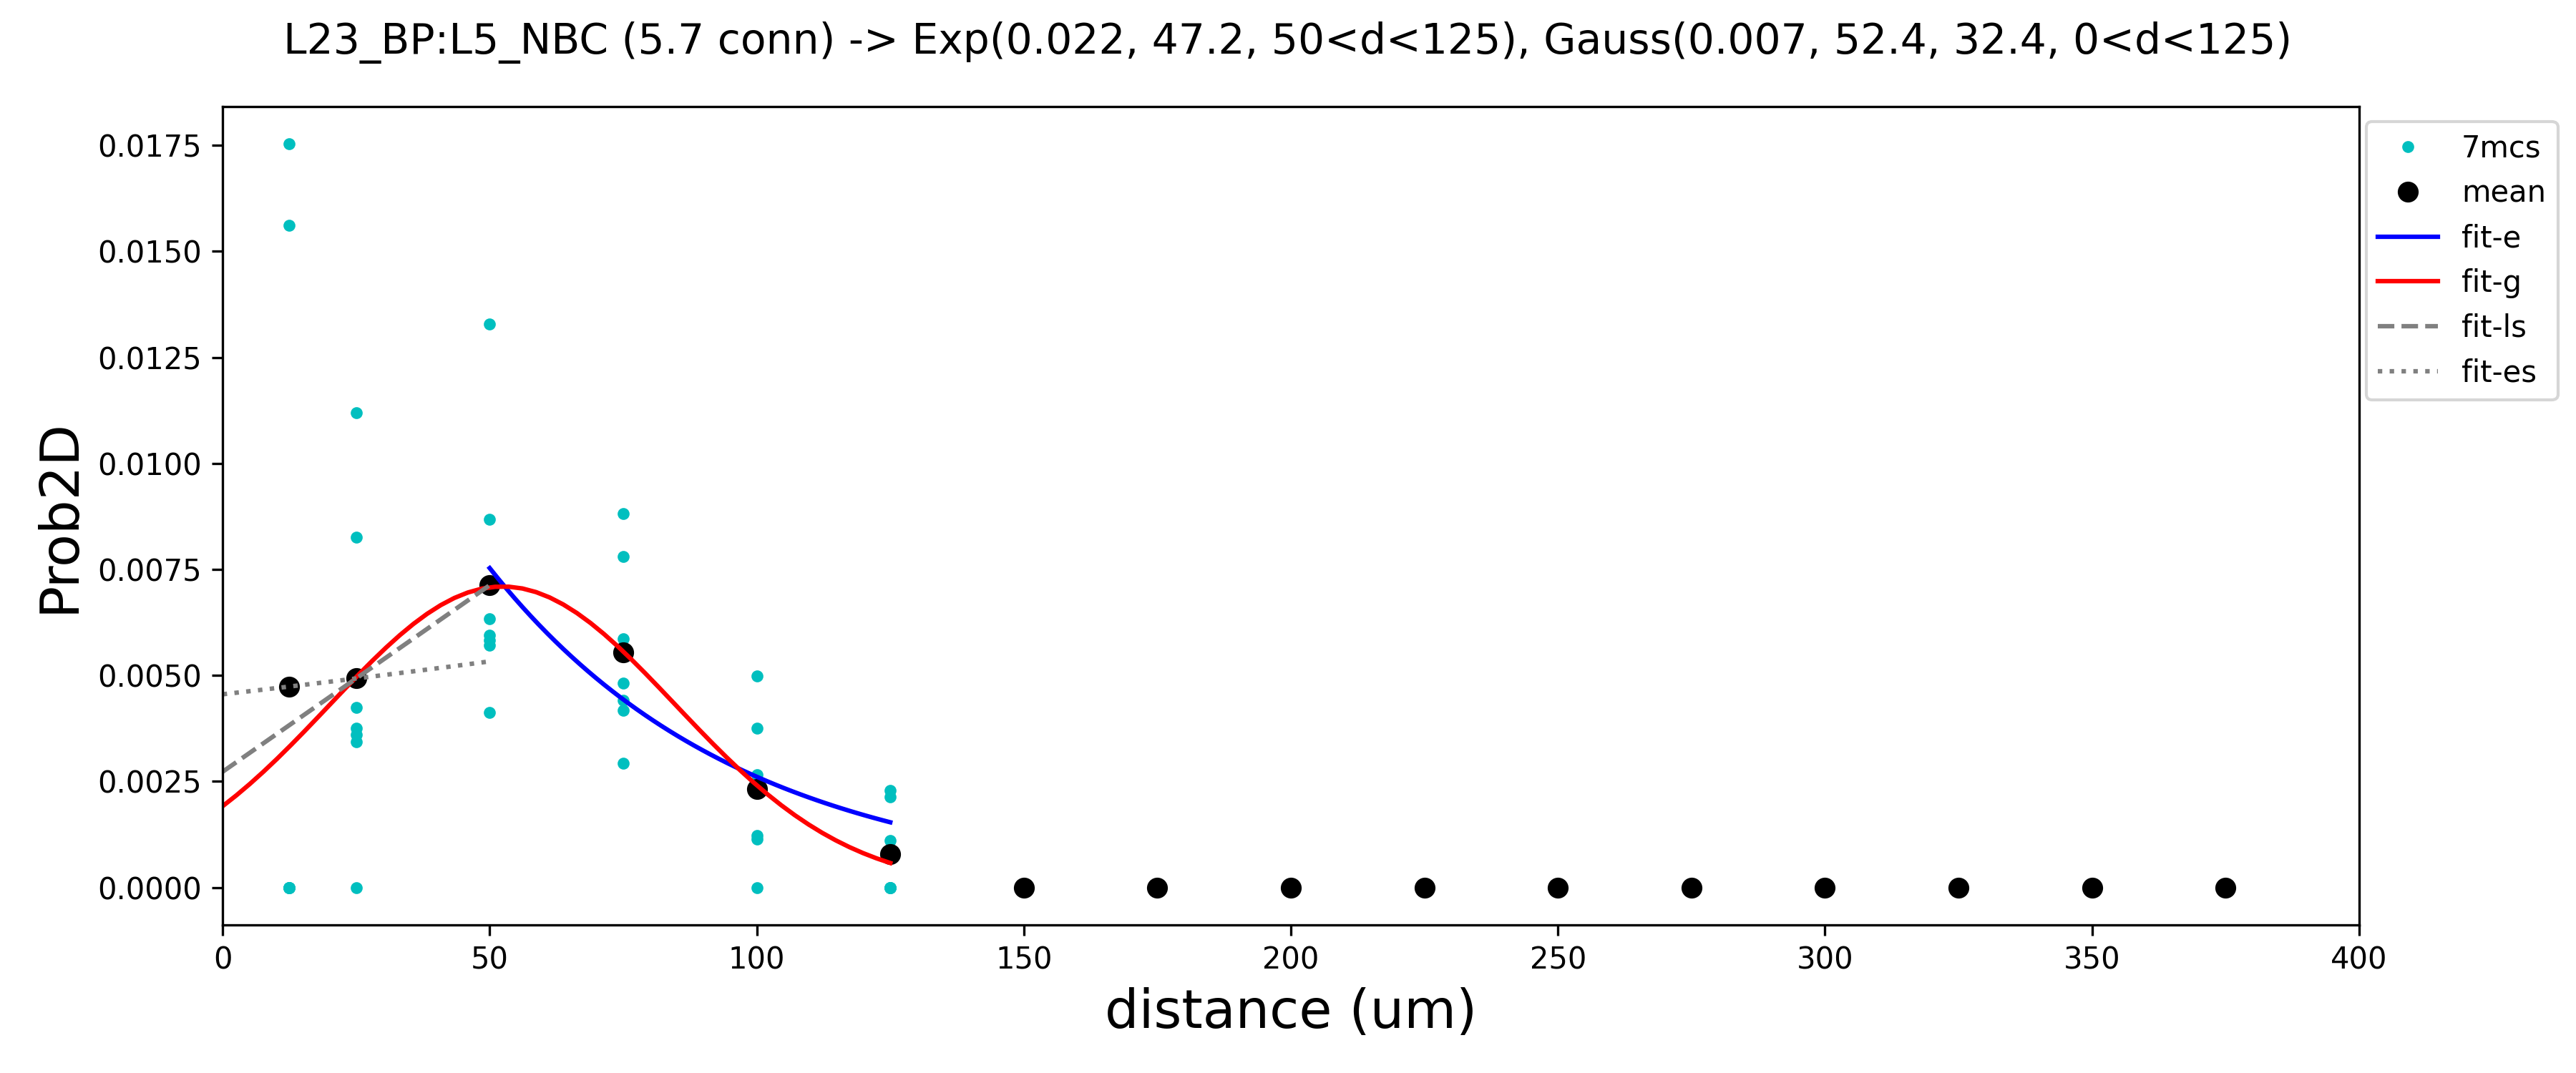 L23_BP:L5_NBC (5.7 conn) -> Exp(0.022, 47.2, 50<d<125), Gauss(0.007, 52.4, 32.4, 0<d<125)
Prob2D
0.0175
0.0150
0.0125
0.0100
0.0075
0.0050
0.0025
0.0000
0 50 100 150 200 250 300 350 400
distance (um)
7mcs
mean
fit-e
fit-g
fit-ls
fit-es